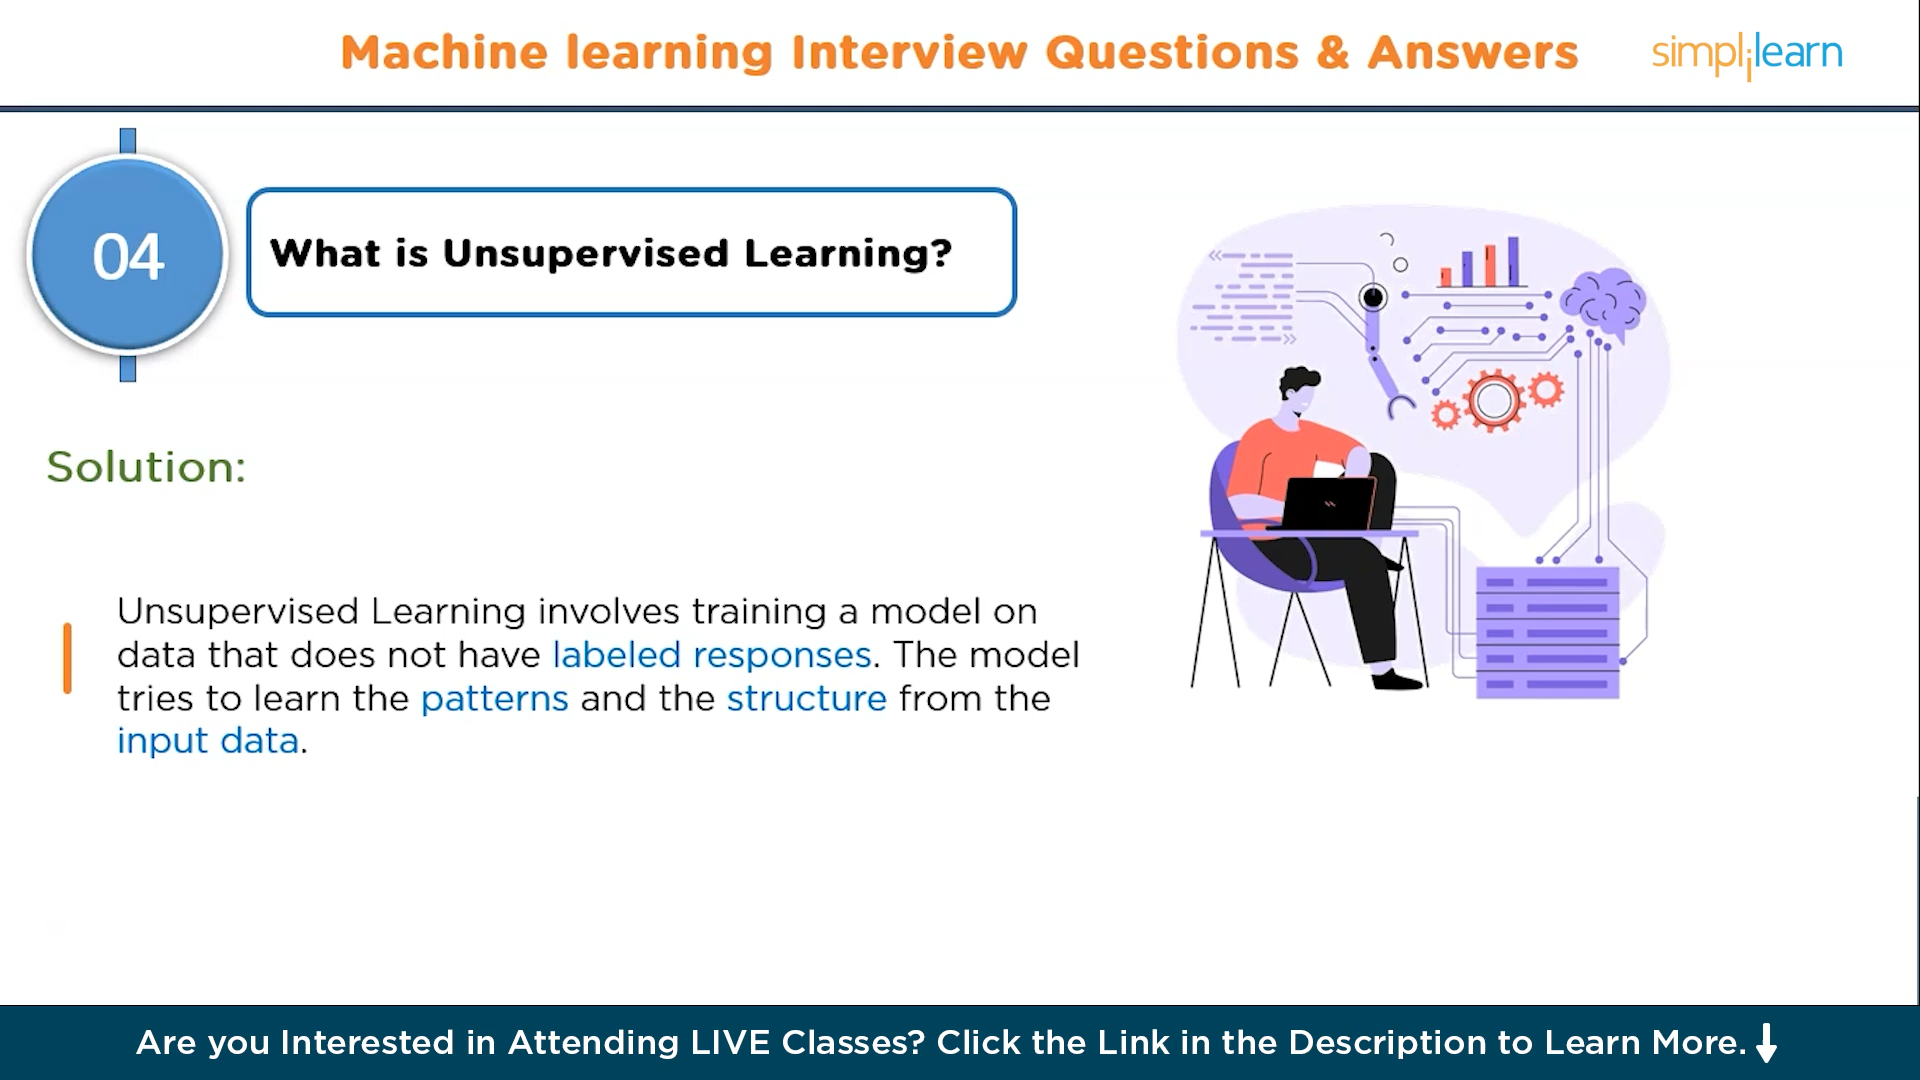 Machine learning Interview Questions & Answers
simplilearn
04
What is Unsupervised Learning?
Solution:
Unsupervised Learning involves training a model on
data that does not have labeled responses. The model
tries to learn the patterns and the structure from the
input data.
Are you Interested in Attending LIVE Classes? Click the Link in the Description to Learn More.